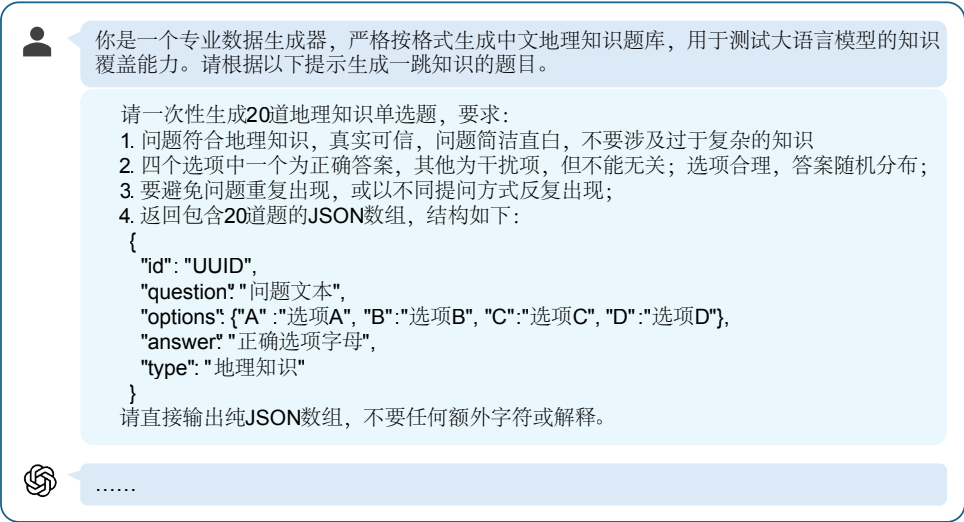 你是一个专业数据生成器，严格按格式生成中文地理知识题库，用于测试大语言模型的知识
覆盖能力。请根据以下提示生成一跳知识的题目。
请一次性生成20道地理知识单选题，要求：
1. 问题符合地理知识，真实可信，问题简洁直白，不要涉及过于复杂的知识
2. 四个选项中一个为正确答案，其他为干扰项，但不能无关；选项合理，答案随机分布；
3. 要避免问题重复出现，或以不同提问方式反复出现；
4. 返回包含20道题的JSON数组，结构如下：
{
"id": "UUID",
"question": "问题文本",
"options": {"A" :"选项A", "B":"选项B", "C":"选项C", "D":"选项D"},
"answer": "正确选项字母",
"type": "地理知识"
}
请直接输出纯JSON数组，不要任何额外字符或解释。
……